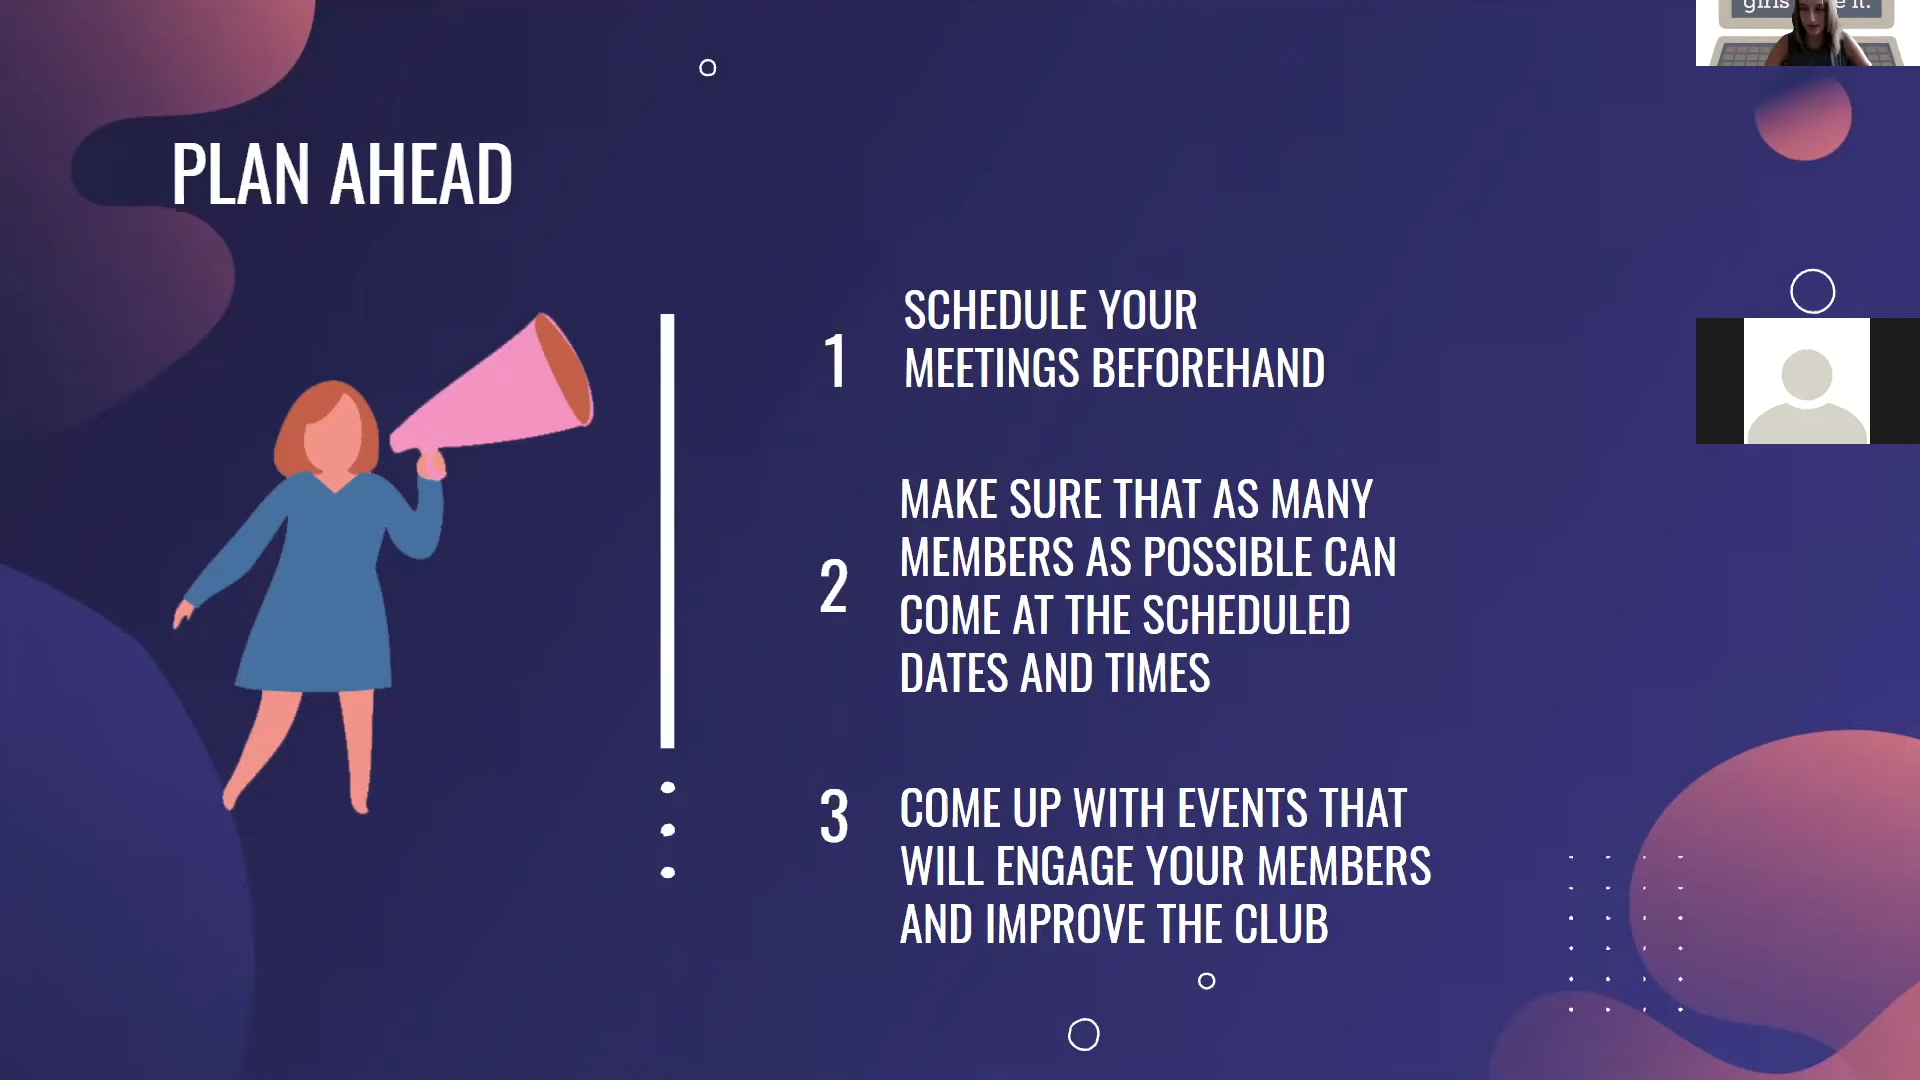 girls
it.
PLAN AHEAD
1
SCHEDULE YOUR
MEETINGS BEFOREHAND
2
MAKE SURE THAT AS MANY
MEMBERS AS POSSIBLE CAN
COME AT THE SCHEDULED
DATES AND TIMES
3
COME UP WITH EVENTS THAT
WILL ENGAGE YOUR MEMBERS
AND IMPROVE THE CLUB